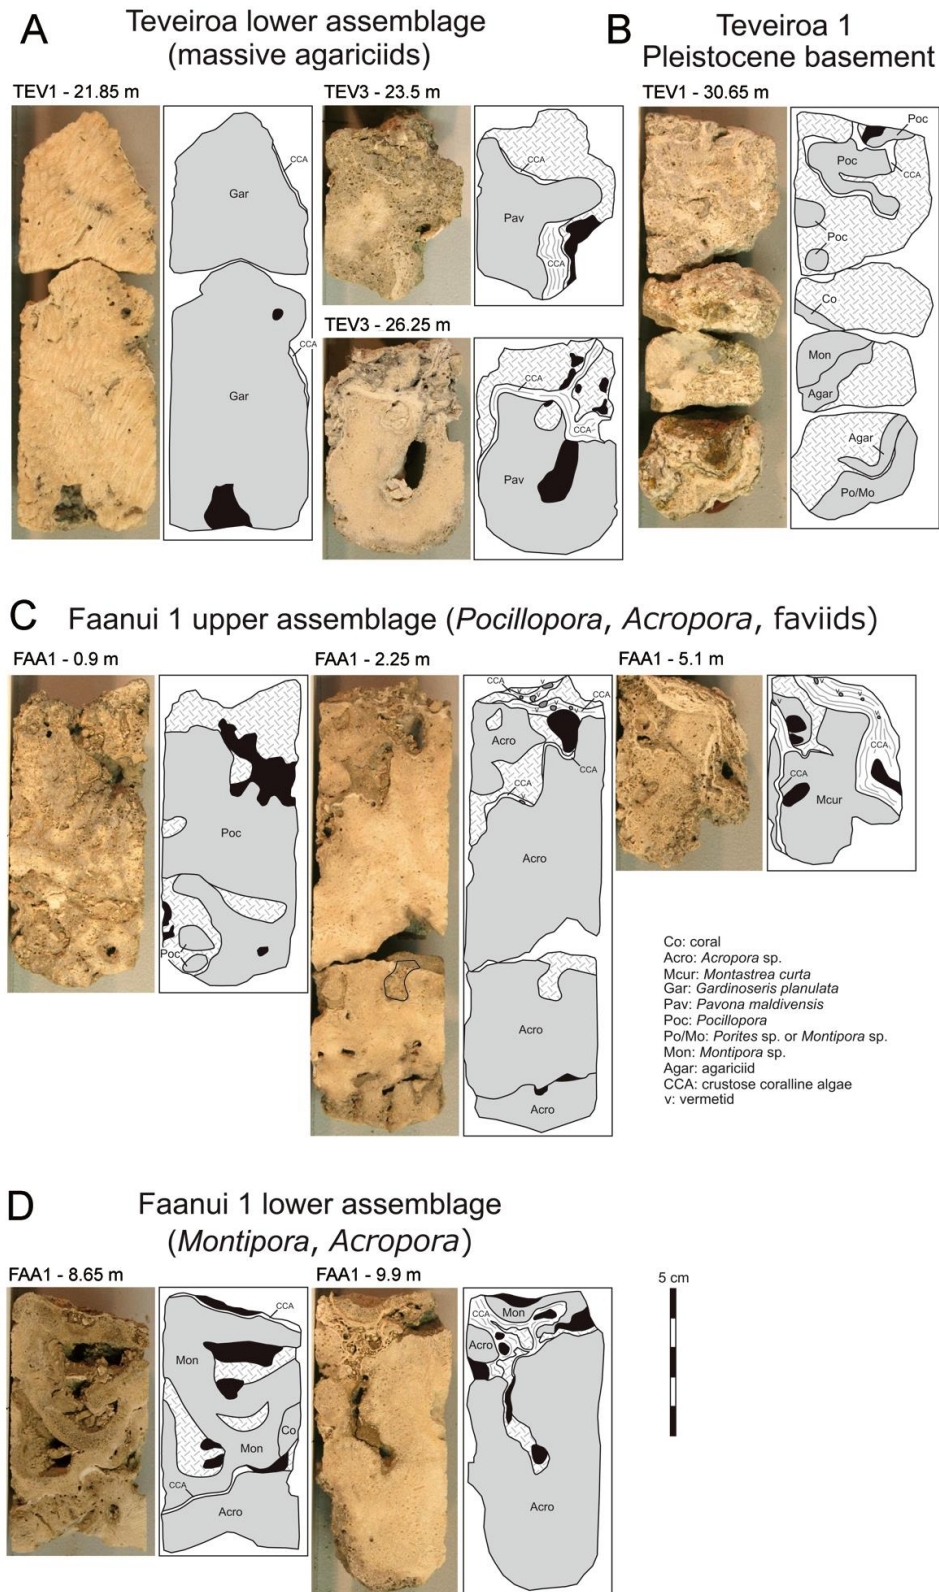 A
Teveiroa lower assemblage
(massive agariciids)
TEV1 - 21.85 m
CCA
Gar
CCA
Gar
TEV3 - 23.5 m
CCA
Pav
CCA
TEV3 - 26.25 m
CCA
CCA
Pav
B
Teveiroa 1
Pleistocene basement
TEV1 - 30.65 m
Poc
Poc
CCA
Poc
Co
Mon
Agar
Agar
Po/Mo
C
Faanui 1 upper assemblage (Pocillopora, Acropora, faviids)
FAA1 - 0.9 m
Poc
Poc
FAA1 - 2.25 m
CCA
v
v
CCA
v
v
v
v
Acro
CCA
CCA
v
Acro
Acro
Acro
FAA1 - 5.1 m
v
v
v
v
CCA
CCA
Mcur
Co: coral
Acro: Acropora sp.
Mcur: Montastrea curta
Gar: Gardinoseris planulata
Pav: Pavona maldivensis
Poc: Pocillopora
Po/Mo: Porites sp. or Montipora sp.
Mon: Montipora sp.
Agar: agariciid
CCA: crustose coralline algae
v: vermetid
D
Faanui 1 lower assemblage
(Montipora, Acropora)
FAA1 - 8.65 m
CCA
Mon
Co
Mon
CCA
Acro
FAA1 - 9.9 m
CCA
Mon
Acro
Acro
5 cm